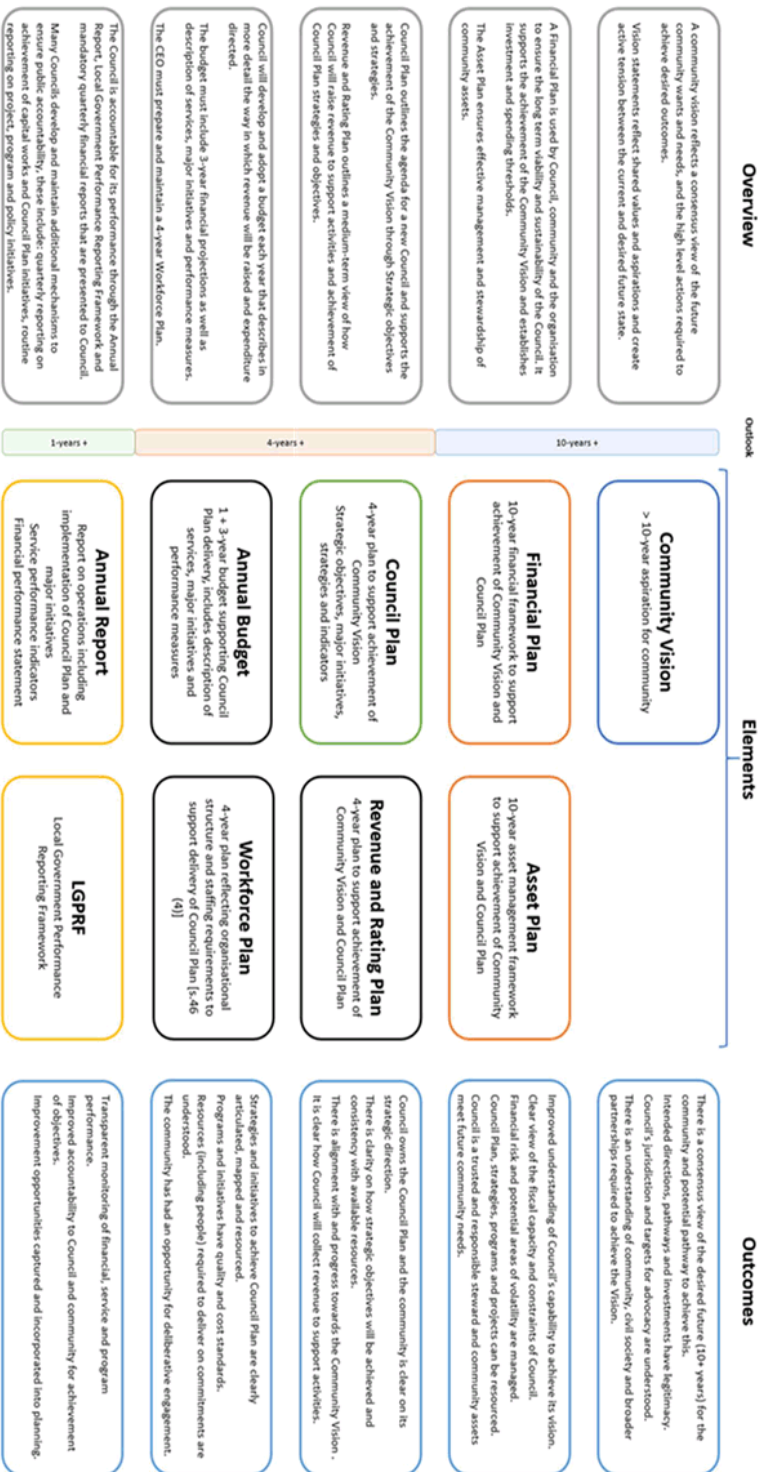 Overview
A community vision reflects a consensus view of the future
community wants and needs, and the high level actions required to
achieve desired outcomes.
Vision statements reflect shared values and aspirations and create
active tension between the current and desired future state.
A Financial Plan is used by Council, community and the organisation
to ensure the long term viability and sustainability of the Council. It
supports the achievement of the Community Vision and establishes
investment and spending thresholds.
The Asset Plan ensures effective management and stewardship of
community assets.
Council Plan outlines the agenda for a new Council and supports the
achievement of the Community Vision through Strategic objectives
and strategies.
Revenue and Rating Plan outlines a medium-term view of how
Council will raise revenue to support activities and achievement of
Council Plan strategies and objectives.
Council will develop and adopt a budget each year that describes in
more detail the way in which revenue will be raised and expenditure
directed.
The budget must include 3-year financial projections as well as
description of services, major initiatives and performance measures.
The CEO must prepare and maintain a 4-year Workforce Plan.
The Council is accountable for its performance through the Annual
Report, Local Government Performance Reporting Framework and
mandatory quarterly financial reports that are presented to Council.
Many Councils develop and maintain additional mechanisms to
ensure public accountability, these include: quarterly reporting on
achievement of capital works and Council Plan initiatives, routine
reporting on project, program and policy initiatives.
Outlook
10-years +
4-years +
1-years +
Elements
Community Vision
> 10-year aspiration for community
Financial Plan
10-year financial framework to support
achievement of Community Vision and
Council Plan
Asset Plan
10-year asset management framework
to support achievement of Community
Vision and Council Plan
Council Plan
4-year plan to support achievement of
Community Vision
Strategic objectives, major initiatives,
strategies and indicators
Revenue and Rating Plan
4-year plan to support achievement of
Community Vision and Council Plan
Annual Budget
1 + 3-year budget supporting Council
Plan delivery, includes description of
services, major initiatives and
performance measures
Workforce Plan
4-year plan reflecting organisational
structure and staffing requirements to
support delivery of Council Plan [s.46
(4)]
Annual Report
Report on operations including
implementation of Council Plan and
major initiatives
Service performance indicators
Financial performance statement
LGPRF
Local Government Performance
Reporting Framework
Outcomes
There is a consensus view of the desired future (10+ years) for the
community and potential pathway to achieve this.
Intended directions, pathways and investments have legitimacy.
Council's jurisdiction and targets for advocacy are understood.
There is an understanding of community, civil society and broader
partnerships required to achieve the Vision.
Improved understanding of Council's capability to achieve its vision.
Clear view of the fiscal capacity and constraints of Council.
Financial risk and potential areas of volatility are managed.
Council Plan, strategies, programs and projects can be resourced.
Council is a trusted and responsible steward and community assets
meet future community needs.
Council owns the Council Plan and the community is clear on its
strategic direction.
There is clarity on how strategic objectives will be achieved and
consistency with available resources.
There is alignment with and progress towards the Community Vision .
It is clear how Council will collect revenue to support activities.
Strategies and initiatives to achieve Council Plan are clearly
articulated, mapped and resourced.
Programs and initiatives have quality and cost standards.
Resources (including people) required to deliver on commitments are
understood.
The community has had an opportunity for deliberative engagement.
Transparent monitoring of financial, service and program
performance.
Improved accountability to Council and community for achievement
of objectives.
Improvement opportunities captured and incorporated into planning.